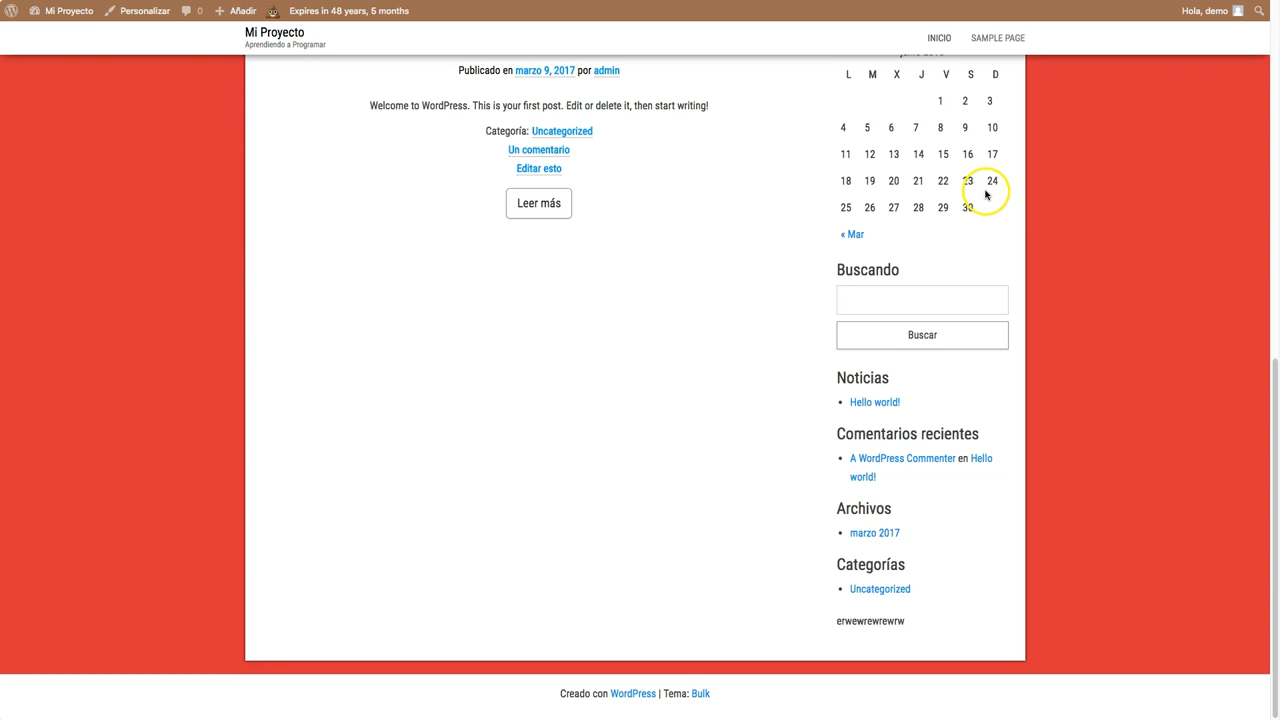 Mi Proyecto Personalizar 0 Añadir Expires in 48 years, 5 months Hola, demo
Mi Proyecto
Aprendiendo a Programar
INICIO SAMPLE PAGE
Publicado en marzo 9, 2017 por admin
Welcome to WordPress. This is your first post. Edit or delete it, then start writing!
Categoría: Uncategorized
Un comentario
Editar esto
Leer más
L M X J V S D
1 2 3
4 5 6 7 8 9 10
11 12 13 14 15 16 17
18 19 20 21 22 23 24
25 26 27 28 29 30
« Mar
Buscando
Buscar
Noticias
• Hello world!
Comentarios recientes
• A WordPress Commenter en Hello
world!
Archivos
• marzo 2017
Categorías
• Uncategorized
erwewrewrewrw
Creado con WordPress | Tema: Bulk